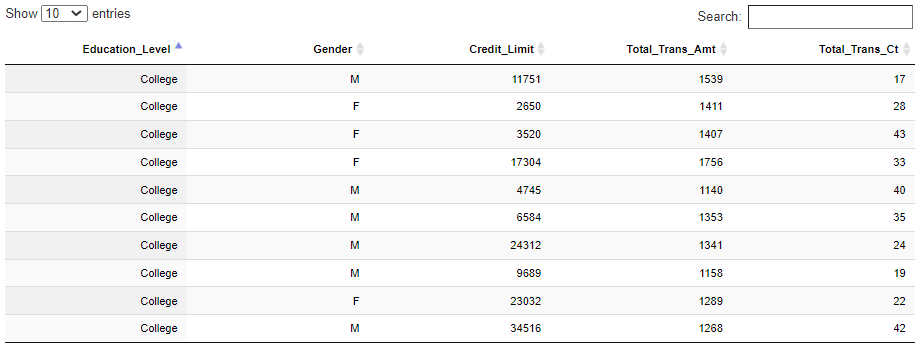 Show 10 entries Search:
Education_Level Gender Credit_Limit Total_Trans_Amt Total_Trans_Ct
College M 11751 1539 17
College F 2650 1411 28
College F 3520 1407 43
College F 17304 1756 33
College M 4745 1140 40
College M 6584 1353 35
College M 24312 1341 24
College M 9689 1158 19
College F 23032 1289 22
College M 34516 1268 42